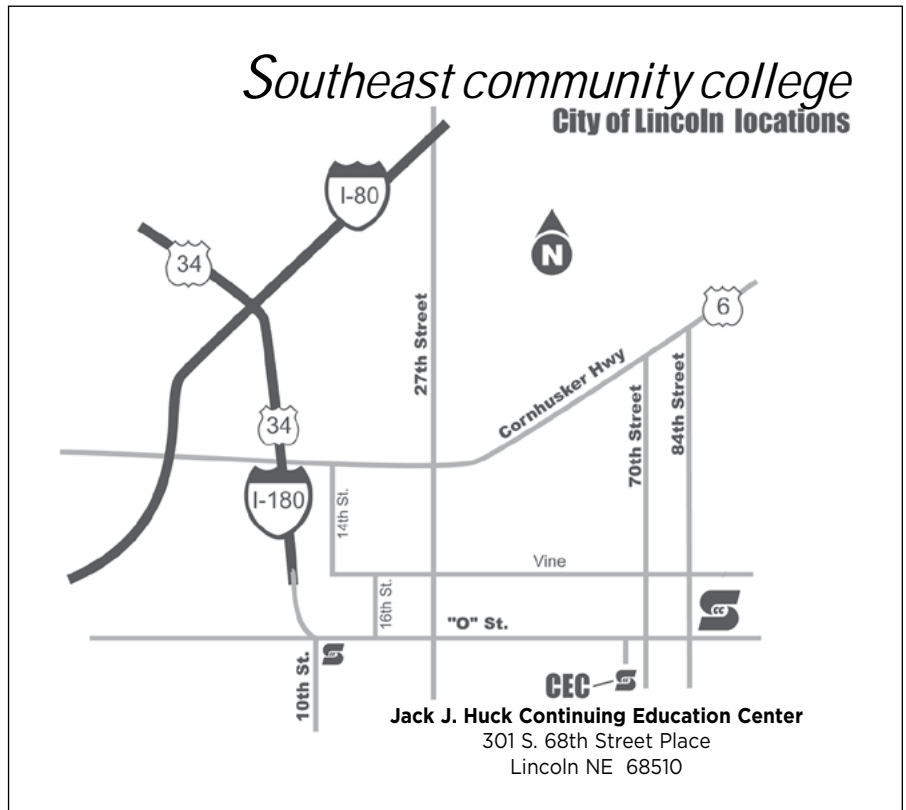 Southeast community college
City of Lincoln locations
I-80
34
N
6
27th Street
Cornhusker Hwy
70th Street
84th Street
34
I-180
14th St.
Vine
16th St.
"O" St.
10th St.
S
cc
S
CEC
S
Jack J. Huck Continuing Education Center
301 S. 68th Street Place
Lincoln NE 68510